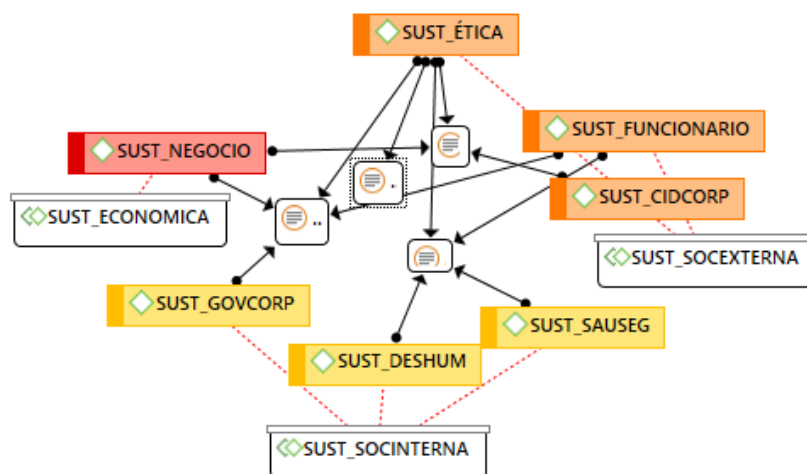 SUST_ÉTICA
SUST_FUNCIONARIO
SUST_NEGOCIO
..
SUST_CIDCORP
SUST_ECONOMICA
..
SUST_SOCEXTERNA
SUST_GOVCORP
SUST_SAUSEG
SUST_DESHUM
SUST_SOCINTERNA